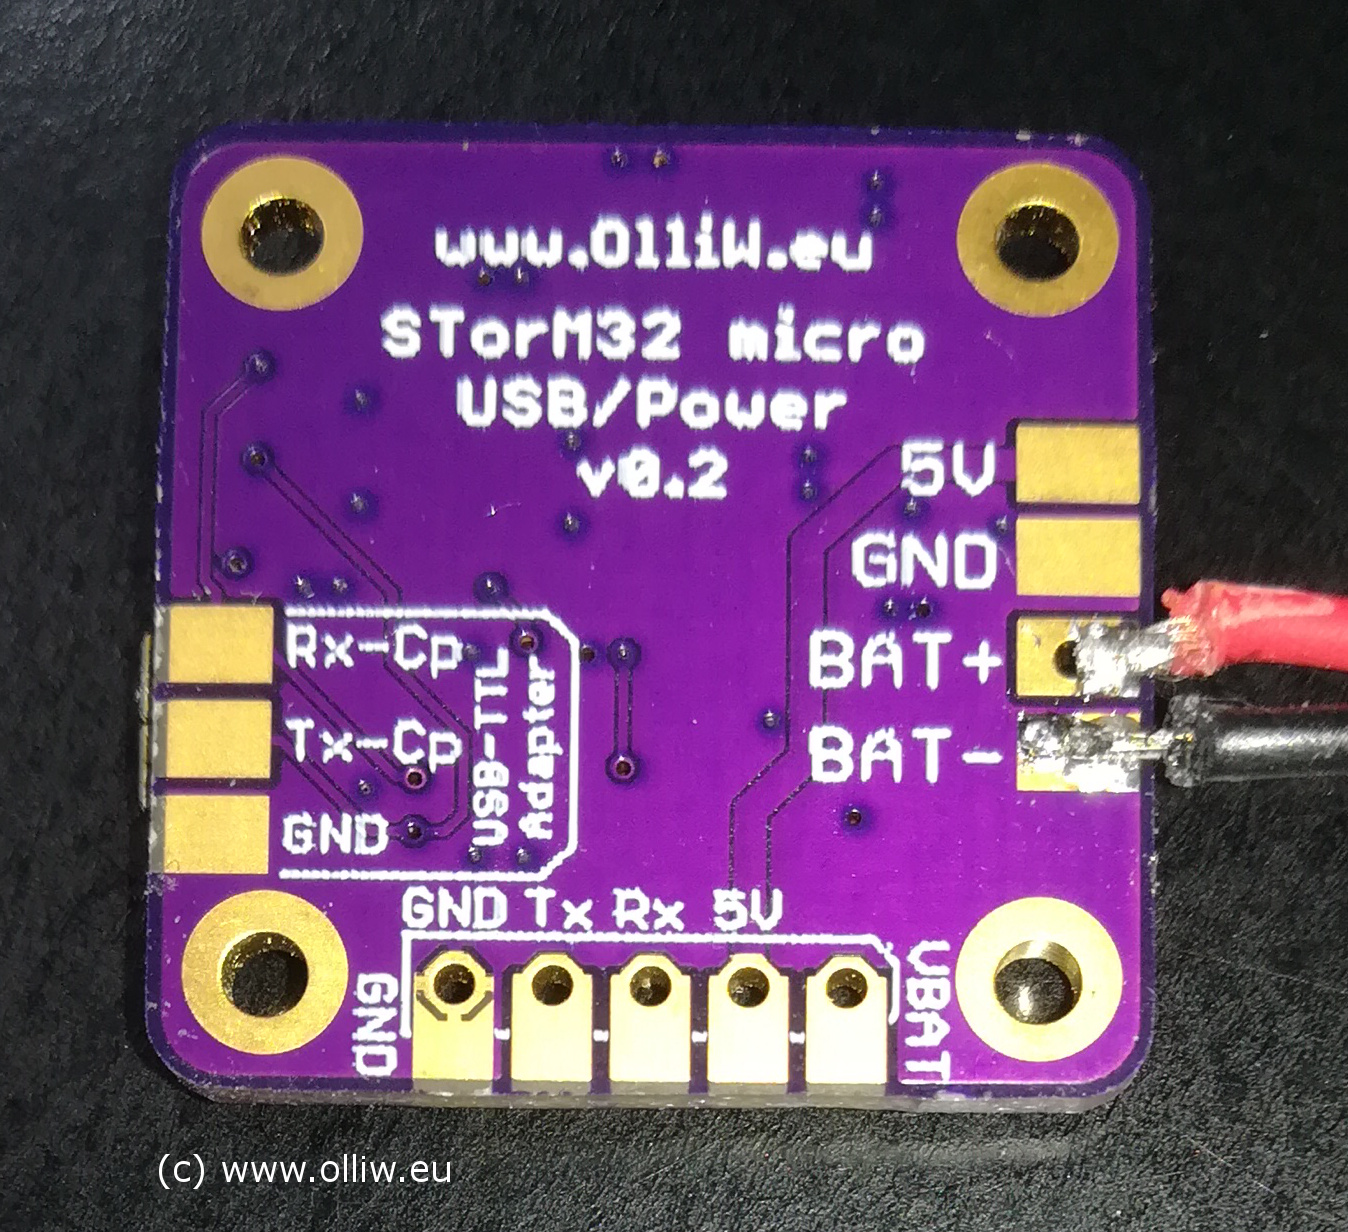 www.OlliW.eu
STorM32 micro
USB/Power
v0.2
5V
GND
BAT+
BAT-
Rx-Cp
Tx-Cp
GND
USB-TTL
Adapter
GND Tx Rx 5V
GND
VBAT
(c) www.olliw.eu